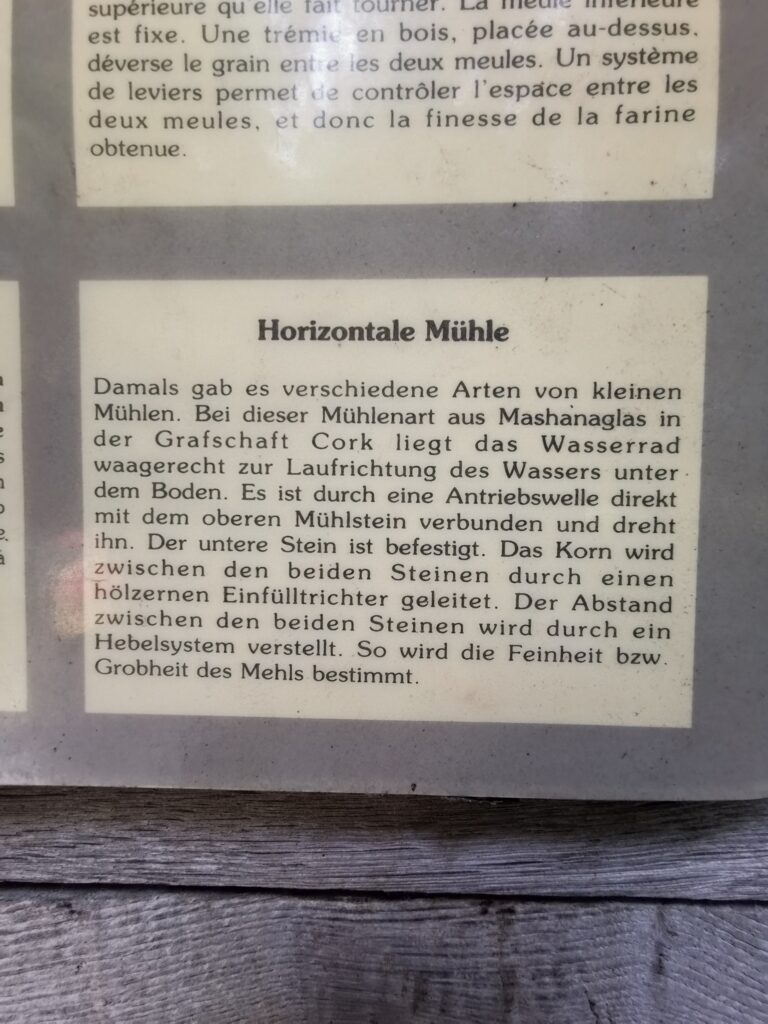 supérieure qu'elle fait tourner. La meule inférieure
est fixe. Une trémie en bois, placée au-dessus,
déverse le grain entre les deux meules. Un système
de leviers permet de contrôler l'espace entre les
deux meules, et donc la finesse de la farine
obtenue.
Horizontale Mühle
Damals gab es verschiedene Arten von kleinen
Mühlen. Bei dieser Mühlenart aus Mashanaglas in
der Grafschaft Cork liegt das Wasserrad
waagerecht zur Laufrichtung des Wassers unter
dem Boden. Es ist durch eine Antriebswelle direkt
mit dem oberen Mühlstein verbunden und dreht
ihn. Der untere Stein ist befestigt. Das Korn wird
zwischen den beiden Steinen durch einen
hölzernen Einfülltrichter geleitet. Der Abstand
zwischen den beiden Steinen wird durch ein
Hebelsystem verstellt. So wird die Feinheit bzw.
Grobheit des Mehls bestimmt.